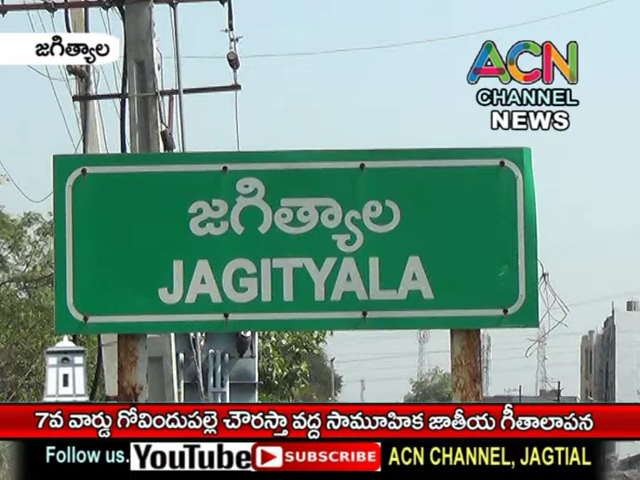 జగిత్యాల
ACN
CHANNEL
NEWS
జగిత్యాల
JAGITYALA
7వ వార్డు గోవిందుపల్లె చౌరస్తా వద్ద సామూహిక జాతీయ గీతాలాపన
Follow us. YouTube SUBSCRIBE ACN CHANNEL, JAGTIAL